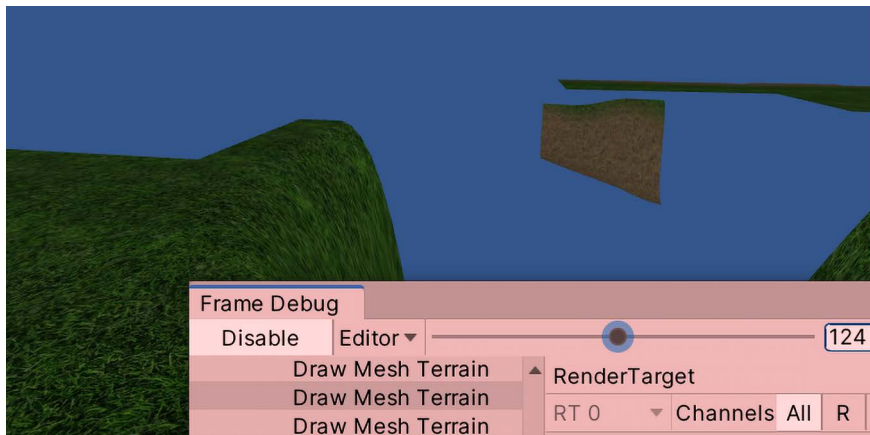 Frame Debug
Disable Editor 124
Draw Mesh Terrain
Draw Mesh Terrain
Draw Mesh Terrain
RenderTarget
RT 0 Channels All R